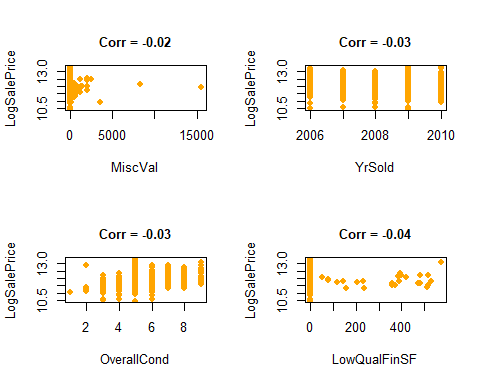 Corr = -0.02
LogSalePrice
13.0
10.5
0 5000 15000
MiscVal
Corr = -0.03
LogSalePrice
13.0
10.5
2006 2008 2010
YrSold
Corr = -0.03
LogSalePrice
13.0
10.5
2 4 6 8
OverallCond
Corr = -0.04
LogSalePrice
13.0
10.5
0 200 400
LowQualFinSF